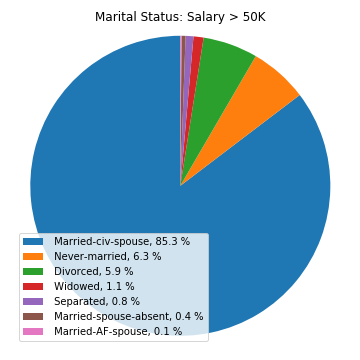 Marital Status: Salary > 50K
Married-civ-spouse, 85.3 %
Never-married, 6.3 %
Divorced, 5.9 %
Widowed, 1.1 %
Separated, 0.8 %
Married-spouse-absent, 0.4 %
Married-AF-spouse, 0.1 %